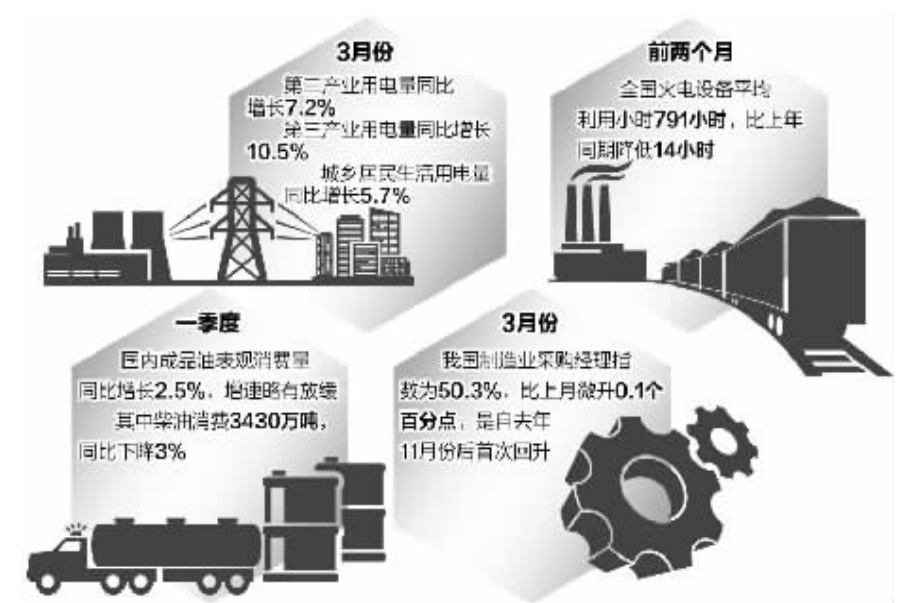 3月份
第二产业用电量同比
增长7.2%
第三产业用电量同比增长
10.5%
城乡居民生活用电量
同比增长5.7%
前两个月
全国火电设备平均
利用小时791小时，比上年
同期降低14小时
一季度
国内成品油表观消费量
同比增长2.5%，增速略有放缓
其中柴油消费3430万吨，
同比下降3%
3月份
我国制造业采购经理指
数为50.3%，比上月微升0.1个
百分点，是自去年
11月份后首次回升